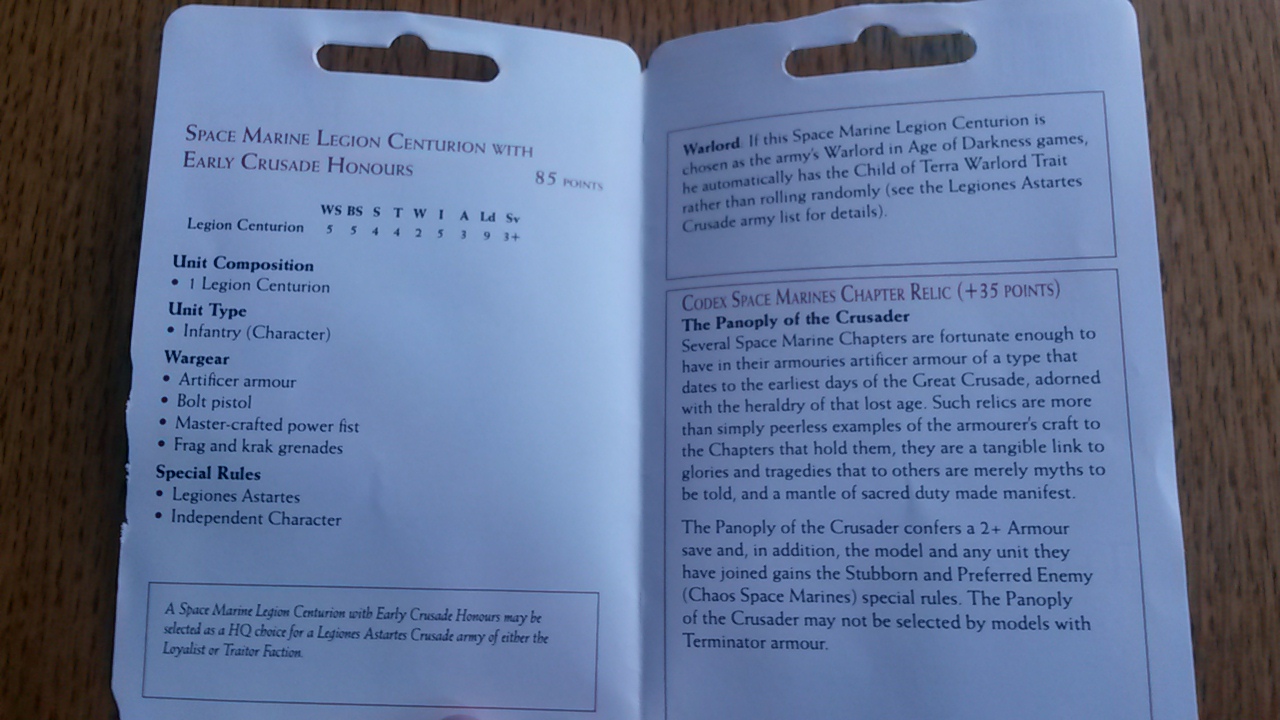 SPACE MARINE LEGION CENTURION WITH
EARLY CRUSADE HONOURS
85 POINTS
WS BS S T W I A Ld Sv
Legion Centurion 5 5 4 4 2 5 3 9 3+
Unit Composition
• 1 Legion Centurion
Unit Type
• Infantry (Character)
Wargear
• Artificer armour
• Bolt pistol
• Master-crafted power fist
• Frag and krak grenades
Special Rules
• Legiones Astartes
• Independent Character
A Space Marine Legion Centurion with Early Crusade Honours may be
selected as a HQ choice for a Legiones Astartes Crusade army of either the
Loyalist or Traitor Faction.
Warlord. If this Space Marine Legion Centurion is
chosen as the army's Warlord in Age of Darkness games,
he automatically has the Child of Terra Warlord Trait
rather than rolling randomly (see the Legiones Astartes
Crusade army list for details).
CODEX SPACE MARINES CHAPTER RELIC (+35 POINTS)
The Panoply of the Crusader
Several Space Marine Chapters are fortunate enough to
have in their armouries artificer armour of a type that
dates to the earliest days of the Great Crusade, adorned
with the heraldry of that lost age. Such relics are more
than simply peerless examples of the armourer's craft to
the Chapters that hold them, they are a tangible link to
glories and tragedies that to others are merely myths to
be told, and a mantle of sacred duty made manifest.
The Panoply of the Crusader confers a 2+ Armour
save and, in addition, the model and any unit they
have joined gains the Stubborn and Preferred Enemy
(Chaos Space Marines) special rules. The Panoply
of the Crusader may not be selected by models with
Terminator armour.